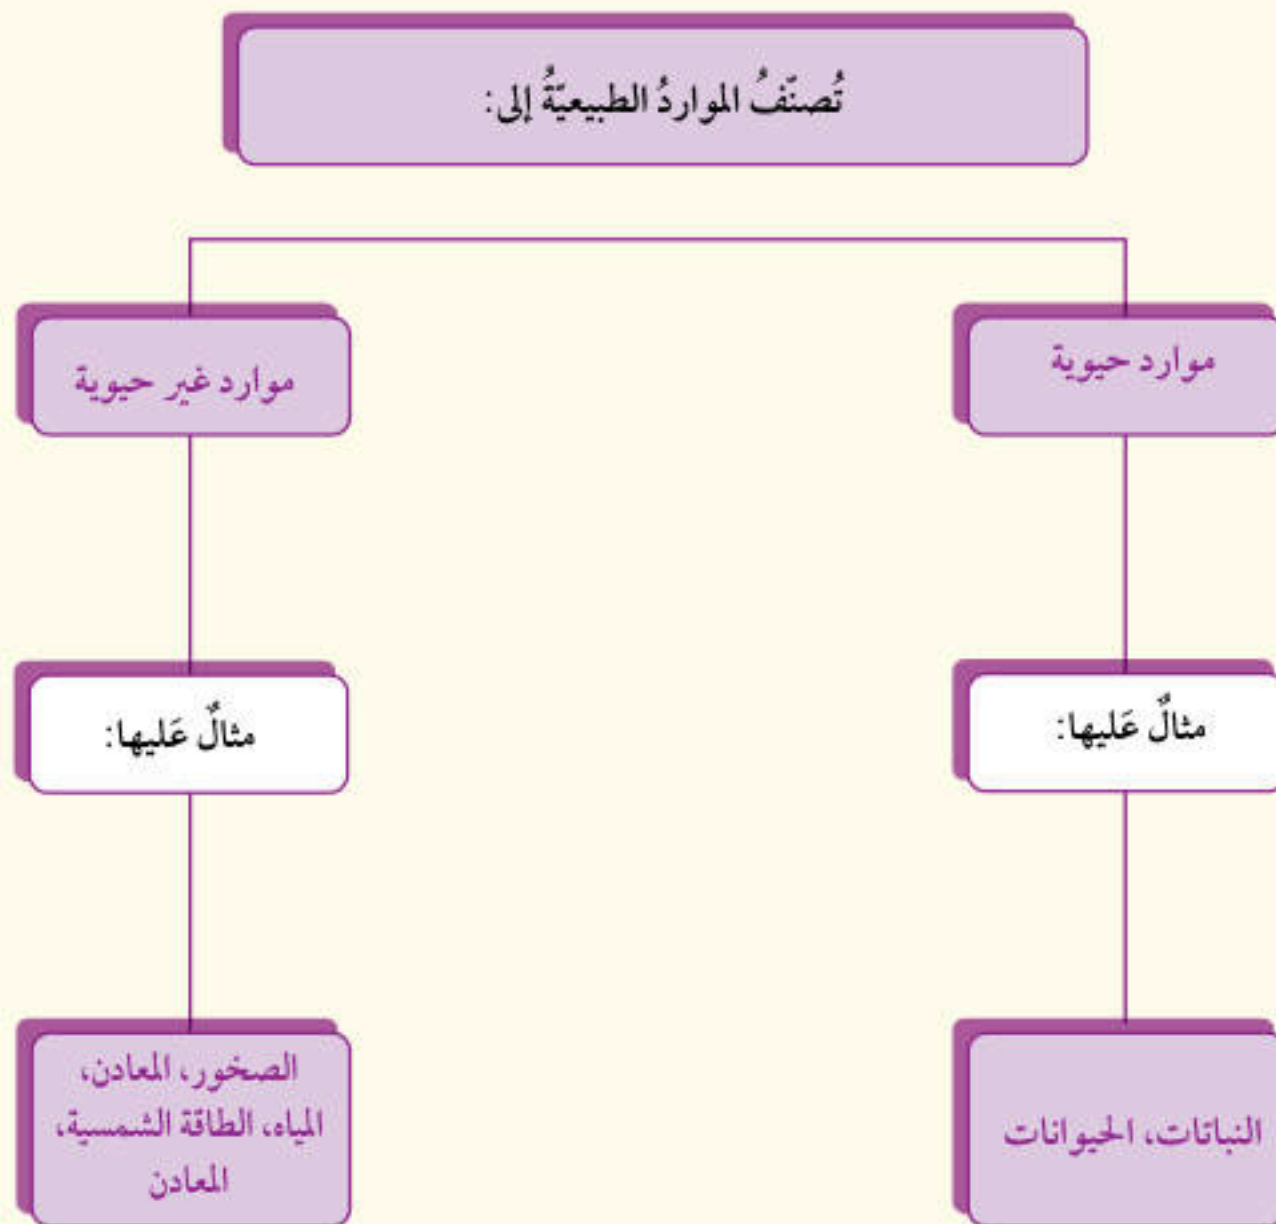 تُصنّفُ المواردُ الطبيعيّةُ إلى:
موارد حيوية
موارد غير حيوية
مثالٌ عَليها:
مثالٌ عَليها:
النباتات، الحيوانات
الصخور، المعادن،
المياه، الطاقة الشمسية،
المعادن